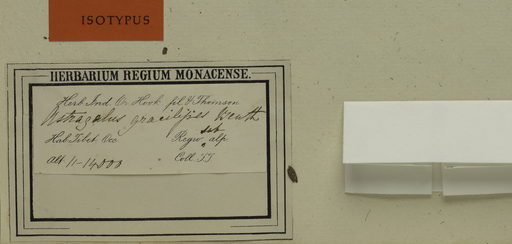 ISOTYPUS
HERBARIUM REGIUM MONACENSE.
Herb. Ind. Or. Hook. fil. & Thomson
Astragalus gracilipes Benth
Hab. Tibet. Occ Regio sub alp.
alt. 11-14000 Coll. T.T.